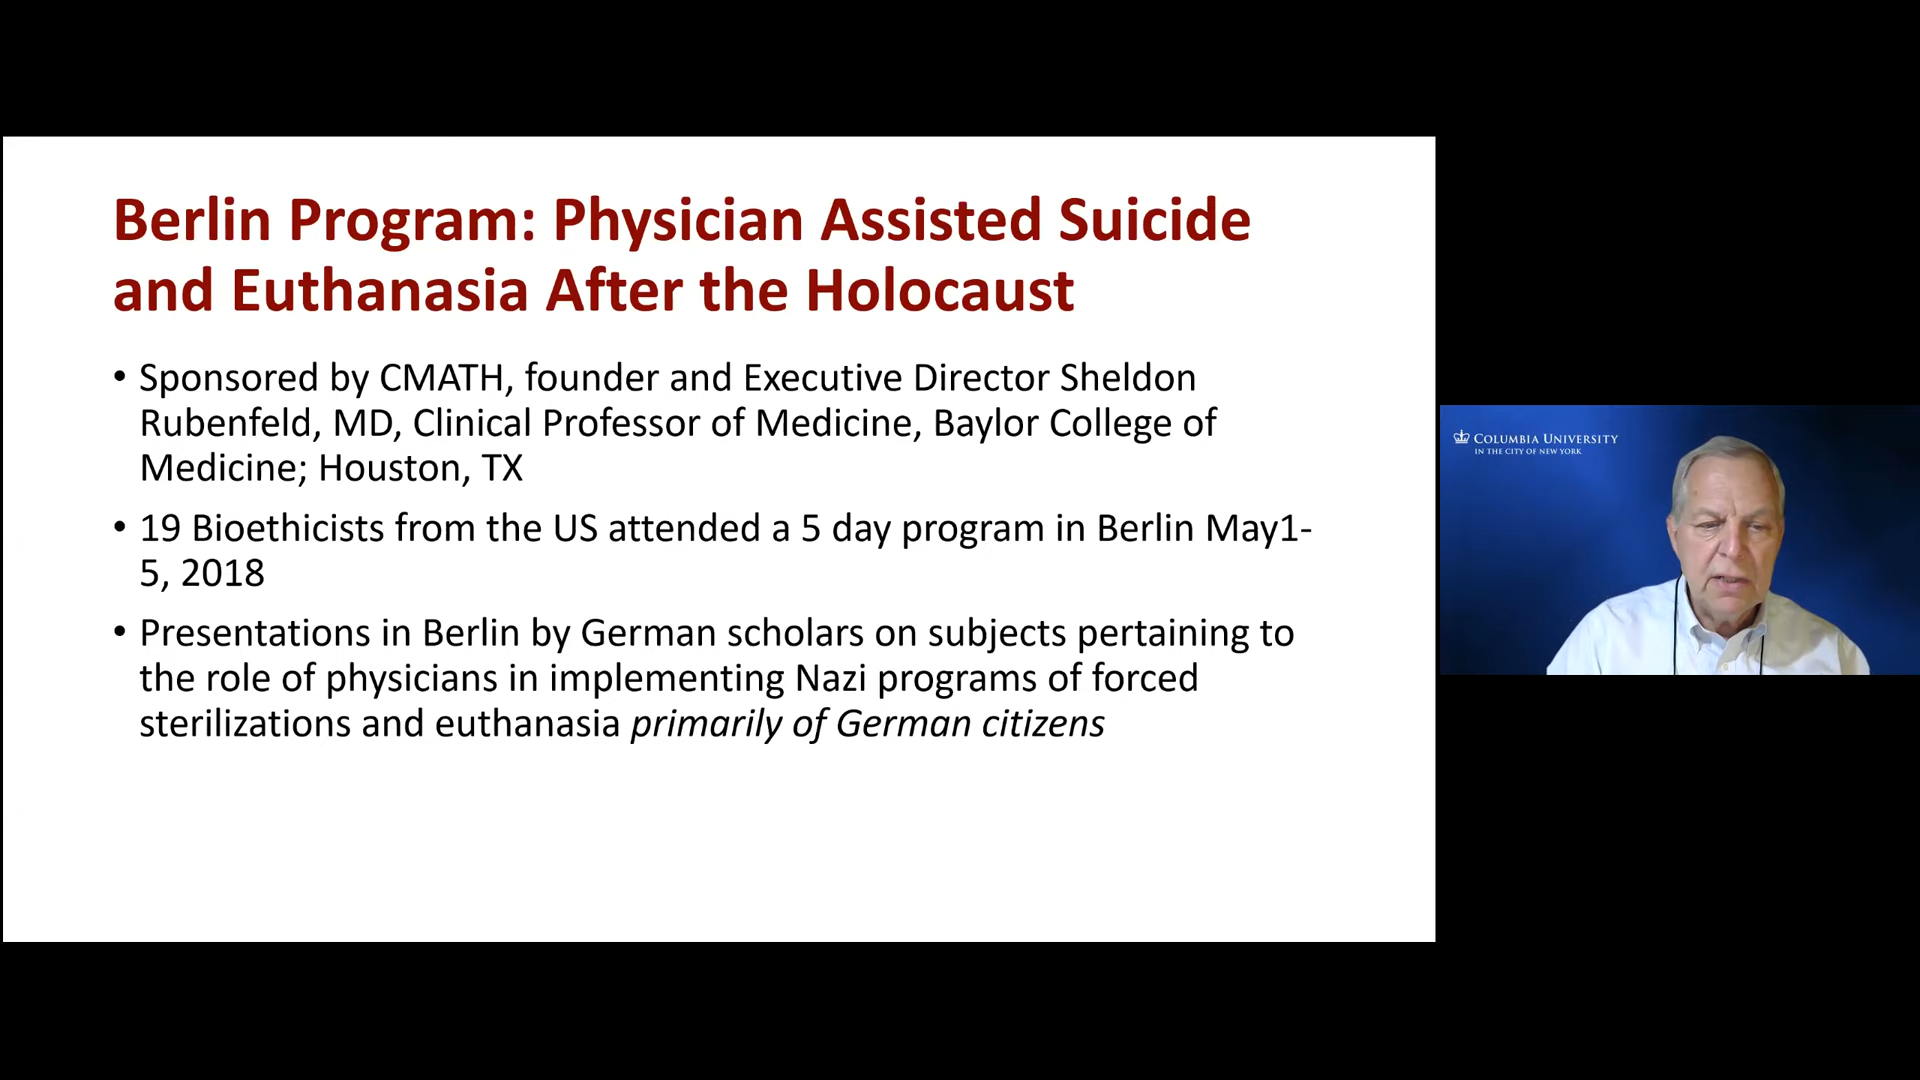 Berlin Program: Physician Assisted Suicide
and Euthanasia After the Holocaust
• Sponsored by CMATH, founder and Executive Director Sheldon
Rubenfeld, MD, Clinical Professor of Medicine, Baylor College of
Medicine; Houston, TX
• 19 Bioethicists from the US attended a 5 day program in Berlin May1-
5, 2018
• Presentations in Berlin by German scholars on subjects pertaining to
the role of physicians in implementing Nazi programs of forced
sterilizations and euthanasia primarily of German citizens
COLUMBIA UNIVERSITY
IN THE CITY OF NEW YORK